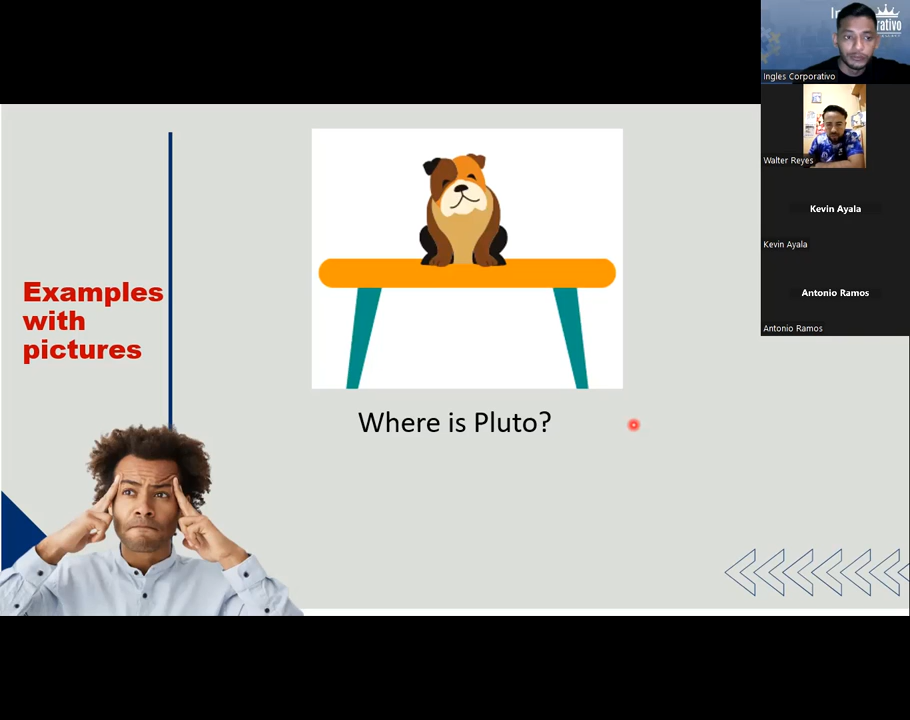 Ingles Corporativo
Walter Reyes
Kevin Ayala
Kevin Ayala
Antonio Ramos
Antonio Ramos
Examples
with
pictures
Where is Pluto?